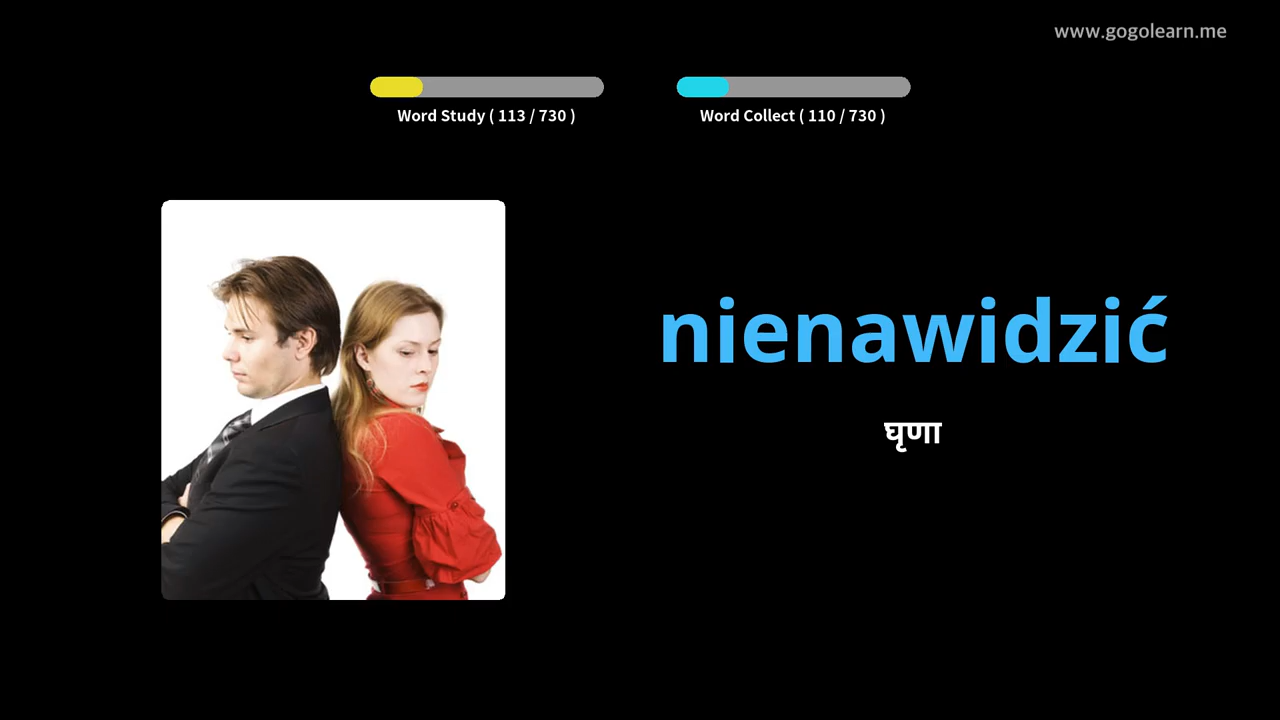 www.gogolearn.me
Word Study ( 113 / 730 )
Word Collect ( 110 / 730 )
nienawidzić
घृणा